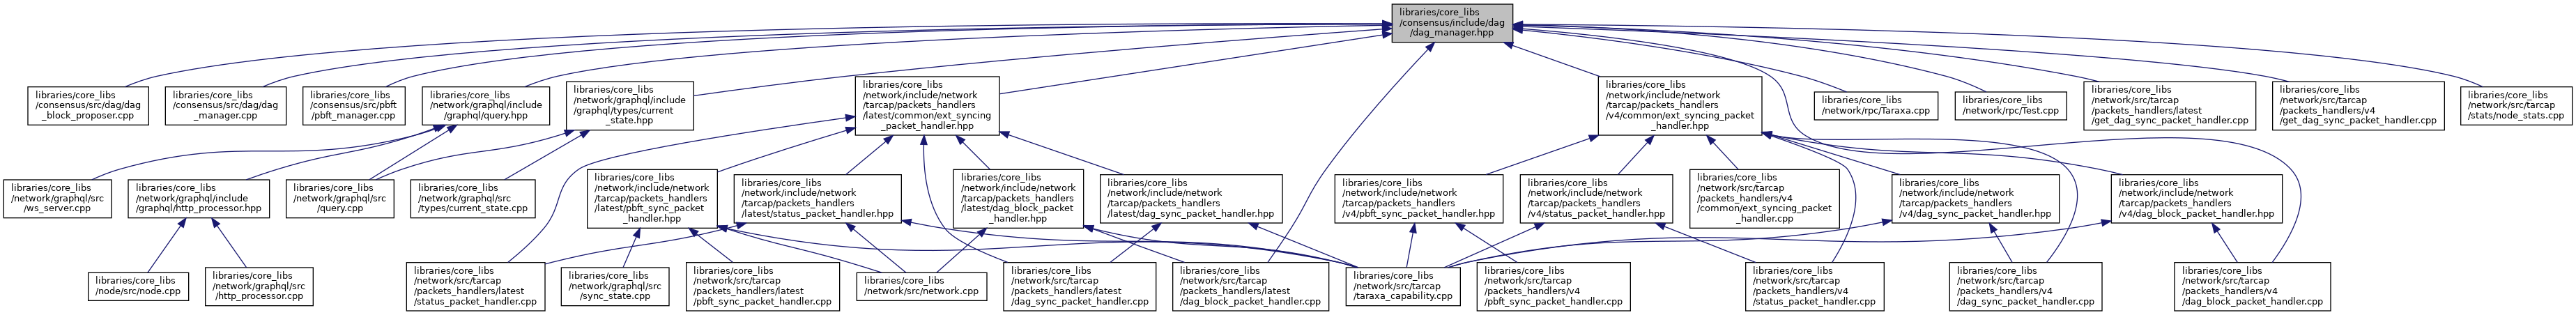 libraries/core_libs
/consensus/include/dag
/dag_manager.hpp
libraries/core_libs
/consensus/src/dag/dag
_block_proposer.cpp
libraries/core_libs
/consensus/src/dag/dag
_manager.cpp
libraries/core_libs
/consensus/src/pbft
/pbft_manager.cpp
libraries/core_libs
/network/graphql/include
/graphql/query.hpp
libraries/core_libs
/network/graphql/include
/graphql/types/current
_state.hpp
libraries/core_libs
/network/include/network
/tarcap/packets_handlers
/latest/common/ext_syncing
_packet_handler.hpp
libraries/core_libs
/network/include/network
/tarcap/packets_handlers
/v4/common/ext_syncing_packet
_handler.hpp
libraries/core_libs
/network/rpc/Taraxa.cpp
libraries/core_libs
/network/rpc/Test.cpp
libraries/core_libs
/network/src/tarcap
/packets_handlers/latest
/get_dag_sync_packet_handler.cpp
libraries/core_libs
/network/src/tarcap
/packets_handlers/v4
/get_dag_sync_packet_handler.cpp
libraries/core_libs
/network/src/tarcap
/stats/node_stats.cpp
libraries/core_libs
/network/graphql/src
/ws_server.cpp
libraries/core_libs
/network/graphql/include
/graphql/http_processor.hpp
libraries/core_libs
/network/graphql/src
/query.cpp
libraries/core_libs
/network/graphql/src
/types/current_state.cpp
libraries/core_libs
/network/include/network
/tarcap/packets_handlers
/latest/pbft_sync_packet
_handler.hpp
libraries/core_libs
/network/include/network
/tarcap/packets_handlers
/latest/status_packet_handler.hpp
libraries/core_libs
/network/include/network
/tarcap/packets_handlers
/latest/dag_block_packet
_handler.hpp
libraries/core_libs
/network/include/network
/tarcap/packets_handlers
/latest/dag_sync_packet_handler.hpp
libraries/core_libs
/network/include/network
/tarcap/packets_handlers
/v4/pbft_sync_packet_handler.hpp
libraries/core_libs
/network/include/network
/tarcap/packets_handlers
/v4/status_packet_handler.hpp
libraries/core_libs
/network/src/tarcap
/packets_handlers/v4
/common/ext_syncing_packet
_handler.cpp
libraries/core_libs
/network/include/network
/tarcap/packets_handlers
/v4/dag_sync_packet_handler.hpp
libraries/core_libs
/network/include/network
/tarcap/packets_handlers
/v4/dag_block_packet_handler.hpp
libraries/core_libs
/node/src/node.cpp
libraries/core_libs
/network/graphql/src
/http_processor.cpp
libraries/core_libs
/network/src/tarcap
/packets_handlers/latest
/status_packet_handler.cpp
libraries/core_libs
/network/graphql/src
/sync_state.cpp
libraries/core_libs
/network/src/tarcap
/packets_handlers/latest
/pbft_sync_packet_handler.cpp
libraries/core_libs
/network/src/network.cpp
libraries/core_libs
/network/src/tarcap
/packets_handlers/latest
/dag_sync_packet_handler.cpp
libraries/core_libs
/network/src/tarcap
/packets_handlers/latest
/dag_block_packet_handler.cpp
libraries/core_libs
/network/src/tarcap
/taraxa_capability.cpp
libraries/core_libs
/network/src/tarcap
/packets_handlers/v4
/pbft_sync_packet_handler.cpp
libraries/core_libs
/network/src/tarcap
/packets_handlers/v4
/status_packet_handler.cpp
libraries/core_libs
/network/src/tarcap
/packets_handlers/v4
/dag_sync_packet_handler.cpp
libraries/core_libs
/network/src/tarcap
/packets_handlers/v4
/dag_block_packet_handler.cpp